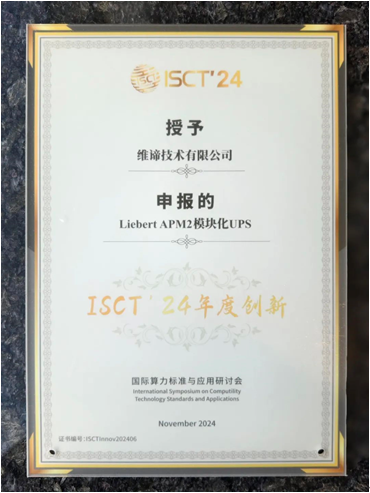 ISCT'24
授予
维谛技术有限公司
申报的
Liebert APM2模块化UPS
ISCT'24年度创新
国际算力标准与应用研讨会
International Symposium on Computility
Technology Standards and Applications
November 2024
证书编号:ISCTInnov202406